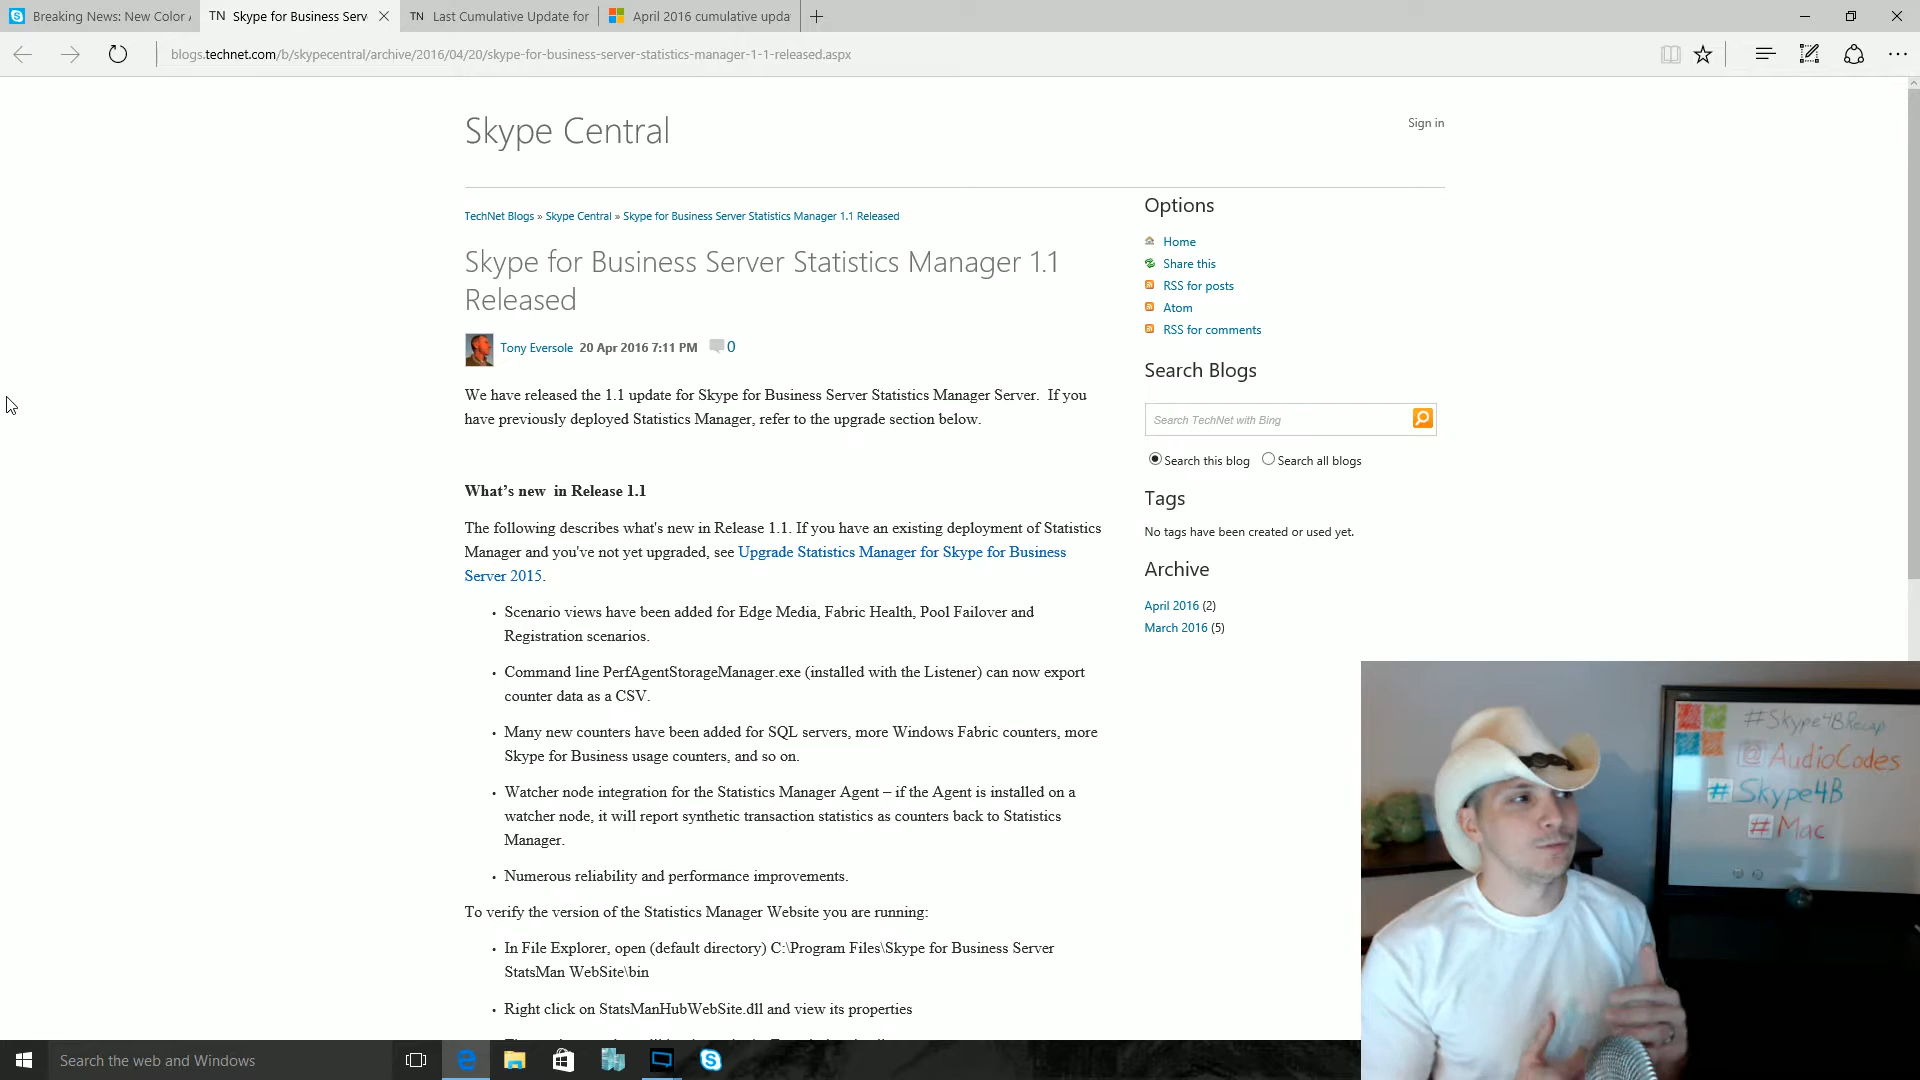 Breaking News: New Color
TN Skype for Business Serv
TN Last Cumulative Update for
April 2016 cumulative upda
blogs.technet.com/b/skypecentral/archive/2016/04/20/skype-for-business-server-statistics-manager-1-1-released.aspx
Skype Central
Sign in
TechNet Blogs » Skype Central » Skype for Business Server Statistics Manager 1.1 Released
Skype for Business Server Statistics Manager 1.1
Released
Tony Eversole 20 Apr 2016 7:11 PM 0
We have released the 1.1 update for Skype for Business Server Statistics Manager Server. If you
have previously deployed Statistics Manager, refer to the upgrade section below.
What's new in Release 1.1
The following describes what's new in Release 1.1. If you have an existing deployment of Statistics
Manager and you've not yet upgraded, see Upgrade Statistics Manager for Skype for Business
Server 2015.
• Scenario views have been added for Edge Media, Fabric Health, Pool Failover and
Registration scenarios.
• Command line PerfAgentStorageManager.exe (installed with the Listener) can now export
counter data as a CSV.
• Many new counters have been added for SQL servers, more Windows Fabric counters, more
Skype for Business usage counters, and so on.
• Watcher node integration for the Statistics Manager Agent – if the Agent is installed on a
watcher node, it will report synthetic transaction statistics as counters back to Statistics
Manager.
• Numerous reliability and performance improvements.
To verify the version of the Statistics Manager Website you are running:
• In File Explorer, open (default directory) C:\Program Files\Skype for Business Server
StatsMan WebSite\bin
• Right click on StatsManHubWebSite.dll and view its properties
Options
Home
Share this
RSS for posts
Atom
RSS for comments
Search Blogs
Search TechNet with Bing
Search this blog Search all blogs
Tags
No tags have been created or used yet.
Archive
April 2016 (2)
March 2016 (5)
#Skype4BRecap
@AudioCodes
#Skype4B
#Mac
Search the web and Windows